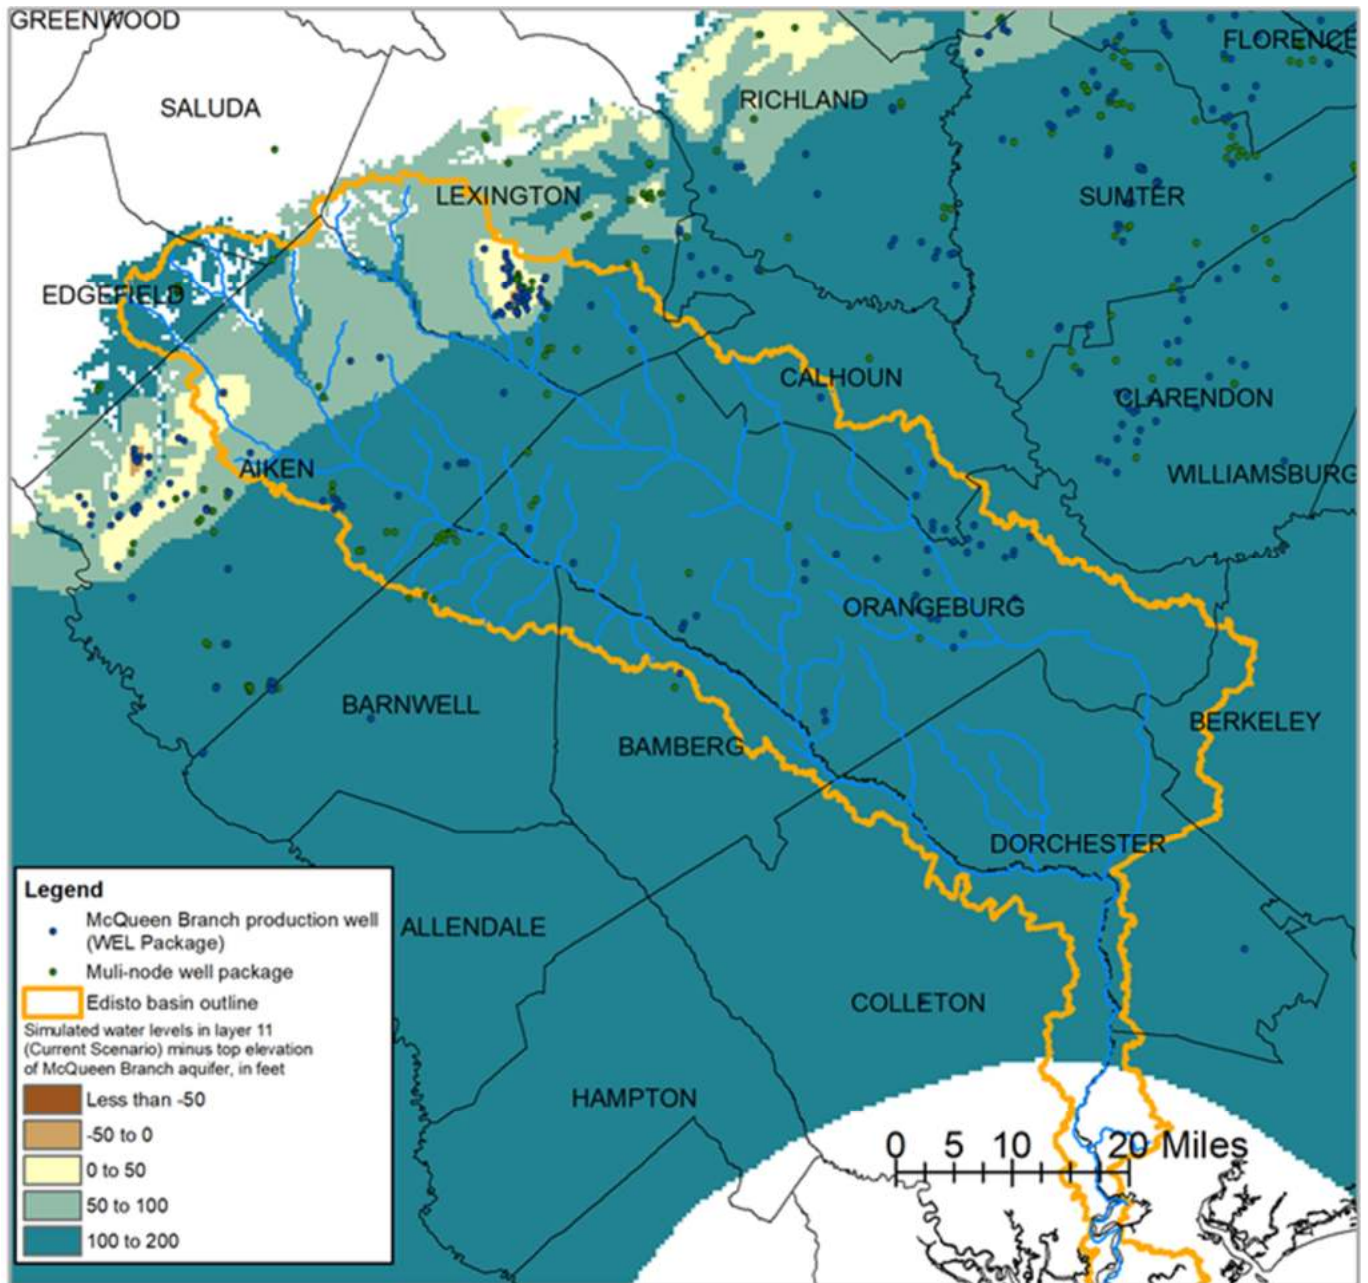 GREENWOOD
FLORENCE
SALUDA
RICHLAND
LEXINGTON
SUMTER
EDGEFIELD
CALHOUN
CLARENDON
AIKEN
WILLIAMSBURG
ORANGEBURG
BARNWELL
BERKELEY
BAMBERG
DORCHESTER
ALLENDALE
COLLETON
HAMPTON
0 5 10 20 Miles
Legend
McQueen Branch production well
(WEL Package)
Muli-node well package
Edisto basin outline
Simulated water levels in layer 11
(Current Scenario) minus top elevation
of McQueen Branch aquifer, in feet
Less than -50
-50 to 0
0 to 50
50 to 100
100 to 200